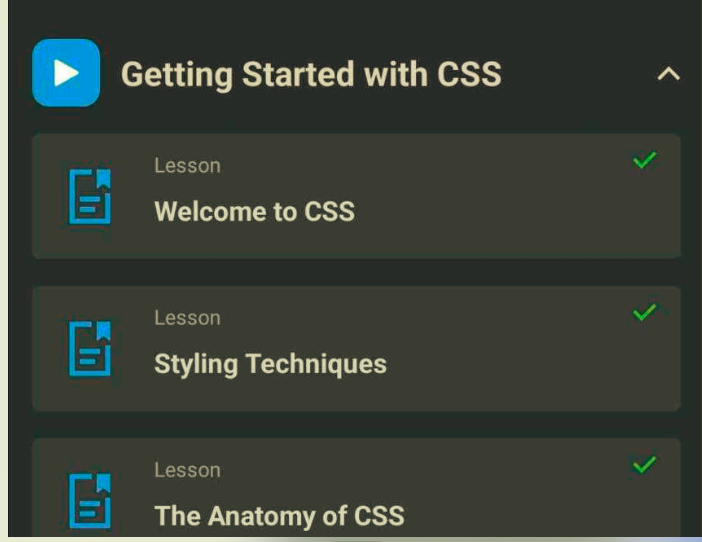 Getting Started with CSS
Lesson
Welcome to CSS
Lesson
Styling Techniques
Lesson
The Anatomy of CSS